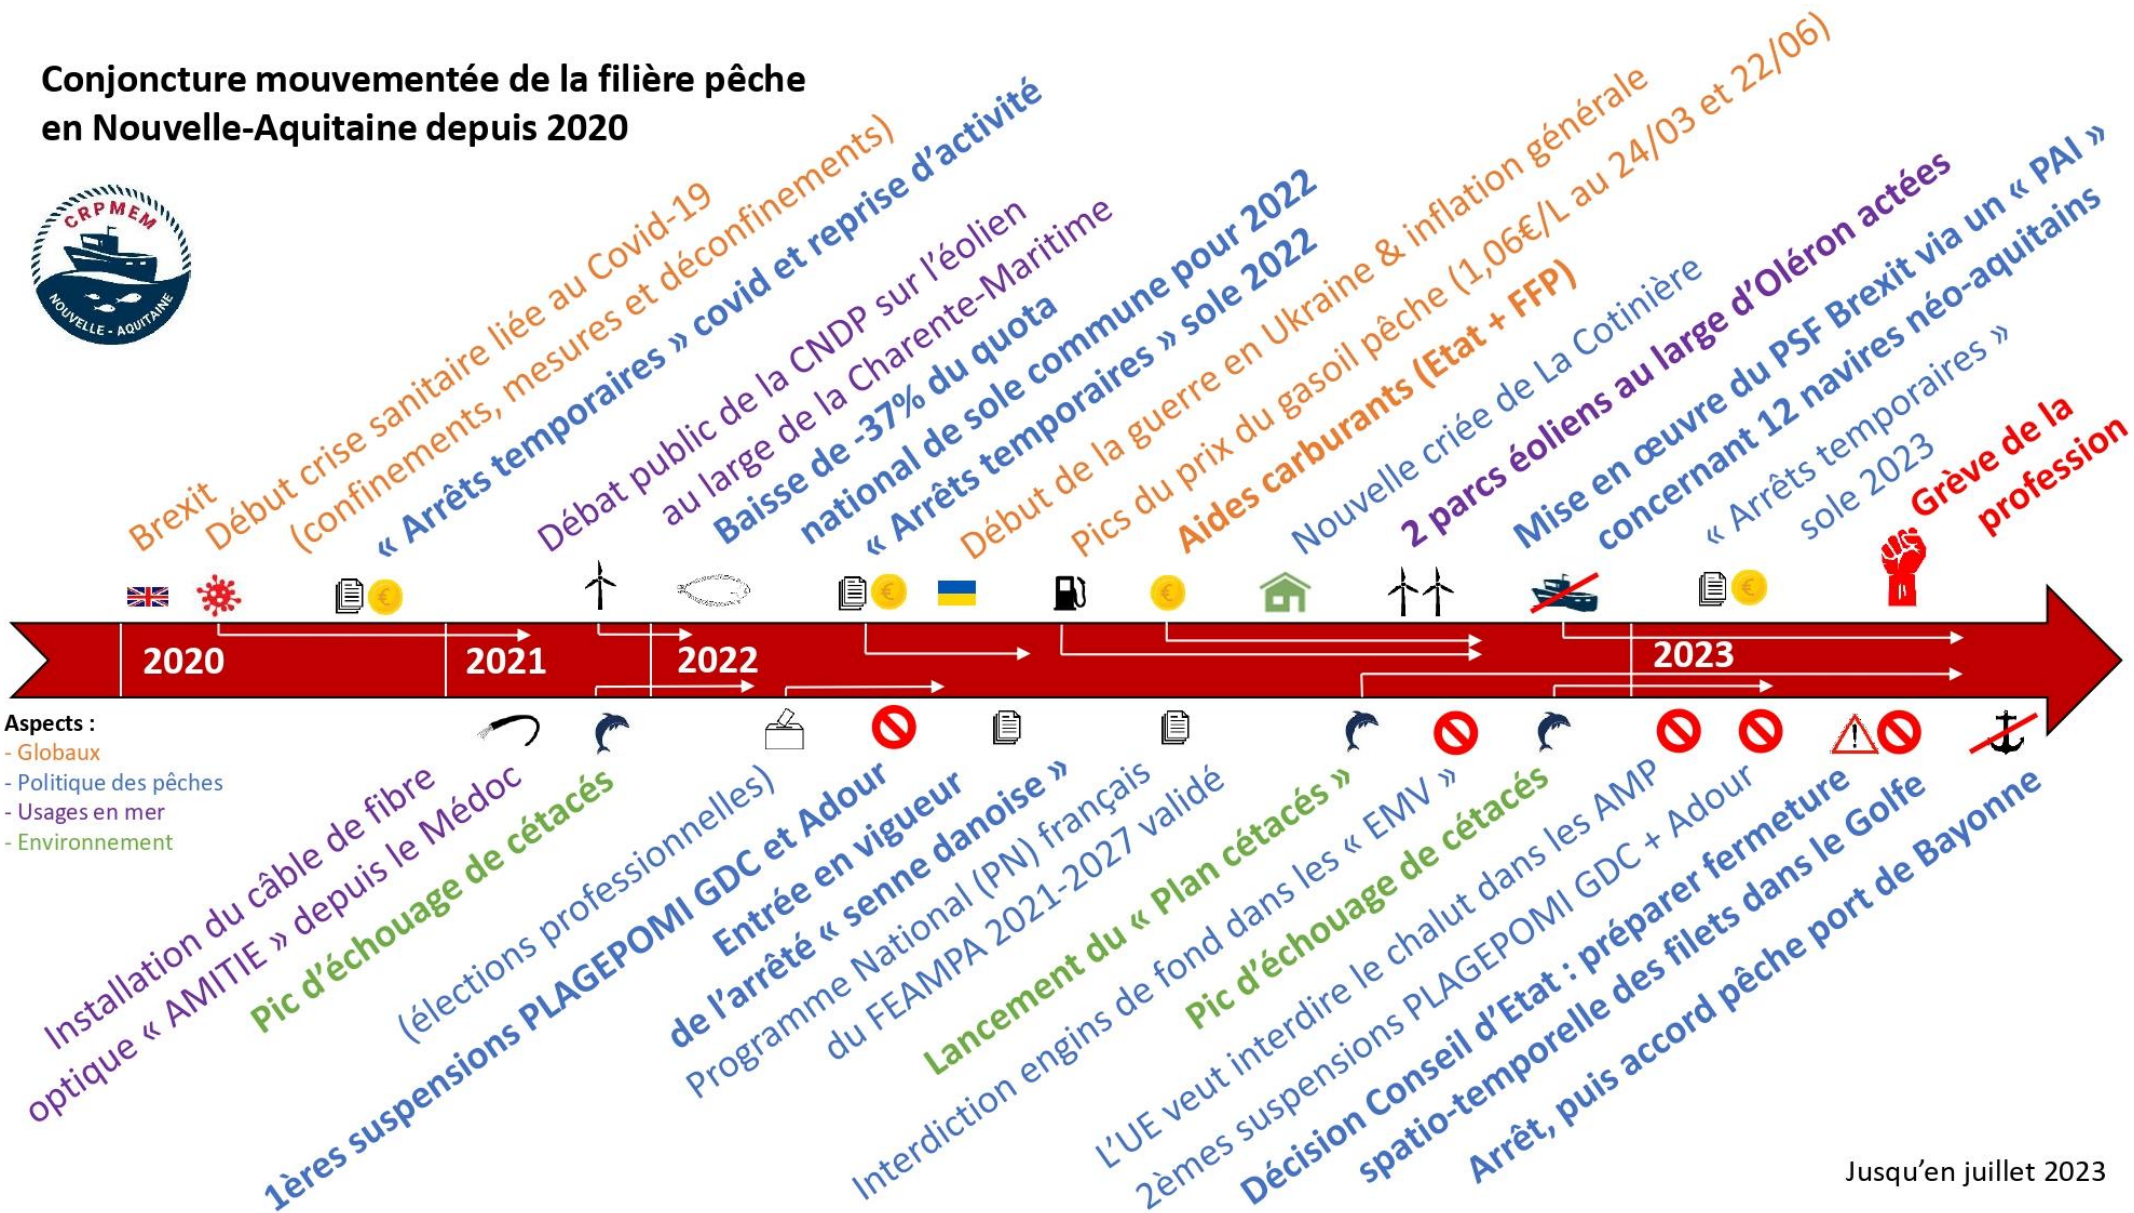 Conjoncture mouvementée de la filière pêche
en Nouvelle-Aquitaine depuis 2020
CRPMEM
NOUVELLE - AQUITAINE
Brexit
Début crise sanitaire liée au Covid-19
(confinements, mesures et déconfinements)
« Arrêts temporaires » covid et reprise d’activité
Débat public de la CNDP sur l’éolien
au large de la Charente-Maritime
Baisse de -37% du quota
national de sole commune pour 2022
« Arrêts temporaires » sole 2022
Début de la guerre en Ukraine & inflation générale
Pics du prix du gasoil pêche (1,06€/L au 24/03 et 22/06)
Aides carburants (Etat + FFP)
Nouvelle criée de La Cotinière
2 parcs éoliens au large d’Oléron actées
Mise en œuvre du PSF Brexit via un « PAI »
concernant 12 navires néo-aquitains
« Arrêts temporaires »
sole 2023
Grève de la
profession
2020
2021
2022
2023
Aspects :
- Globaux
- Politique des pêches
- Usages en mer
- Environnement
Installation du câble de fibre
optique « AMITIE » depuis le Médoc
Pic d’échouage de cétacés
(élections professionnelles)
1ères suspensions PLAGEPOMI GDC et Adour
Entrée en vigueur
de l’arrêté « senne danoise »
Programme National (PN) français
du FEAMPA 2021-2027 validé
Lancement du « Plan cétacés »
Interdiction engins de fond dans les « EMV »
Pic d’échouage de cétacés
L’UE veut interdire le chalut dans les AMP
2èmes suspensions PLAGEPOMI GDC + Adour
Décision Conseil d’Etat : préparer fermeture
spatio-temporelle des filets dans le Golfe
Arrêt, puis accord pêche port de Bayonne
Jusqu’en juillet 2023